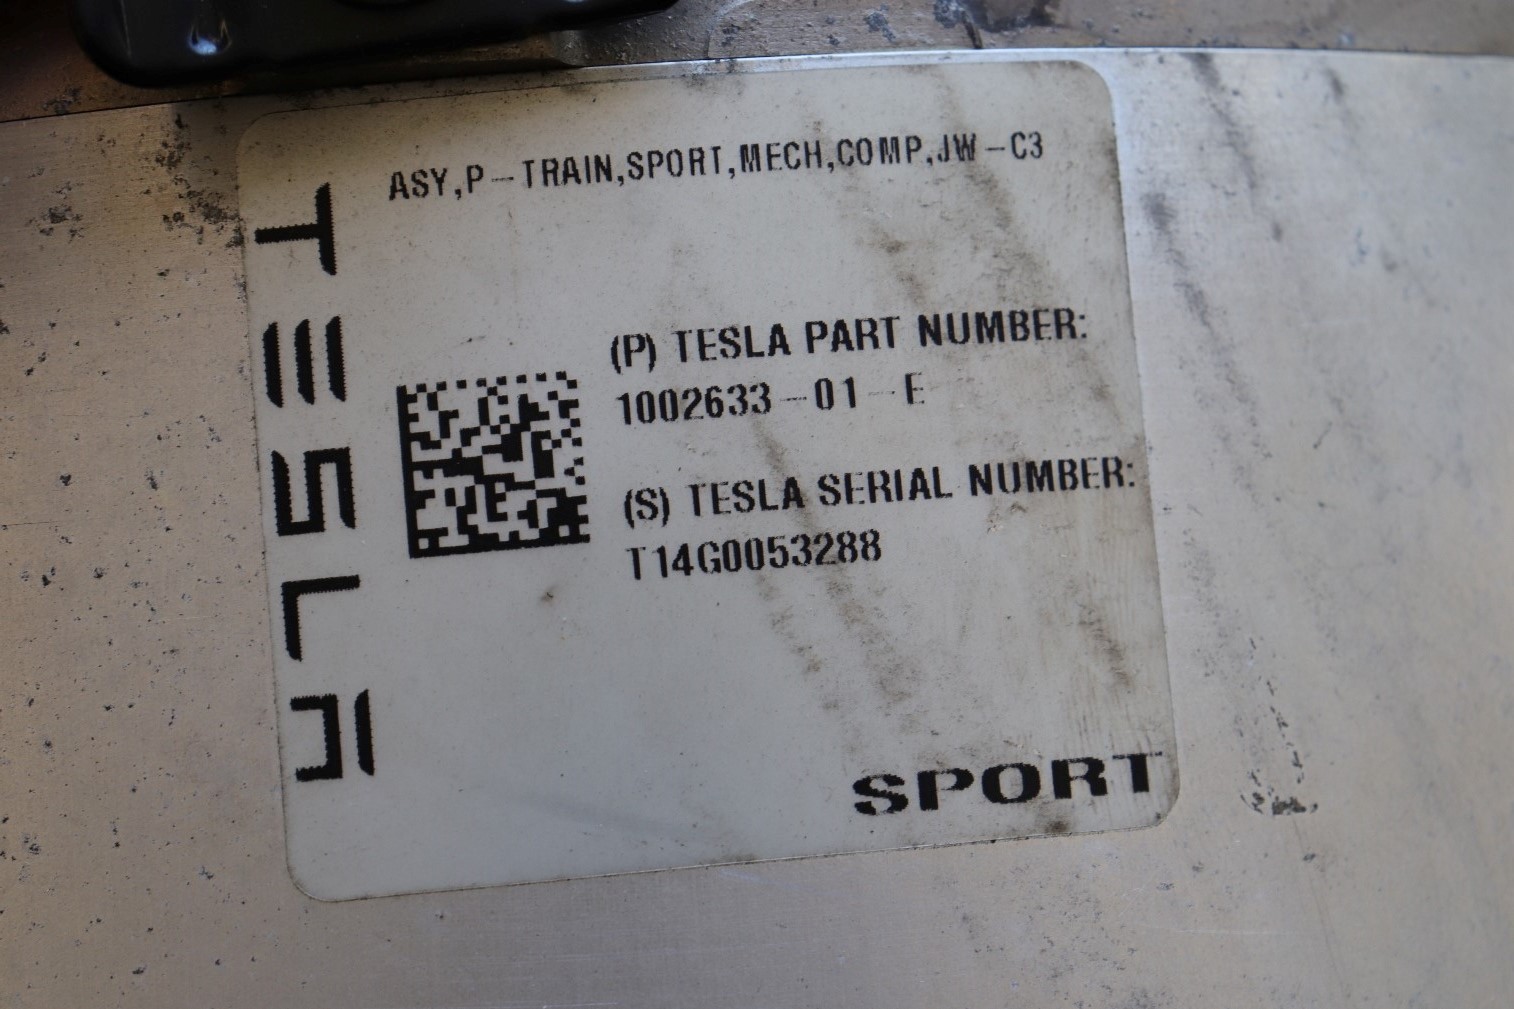 TESLA
ASY,P-TRAIN,SPORT,MECH,COMP,JW-C3
(P) TESLA PART NUMBER:
1002633-01-E
(S) TESLA SERIAL NUMBER:
T14G0053288
SPORT